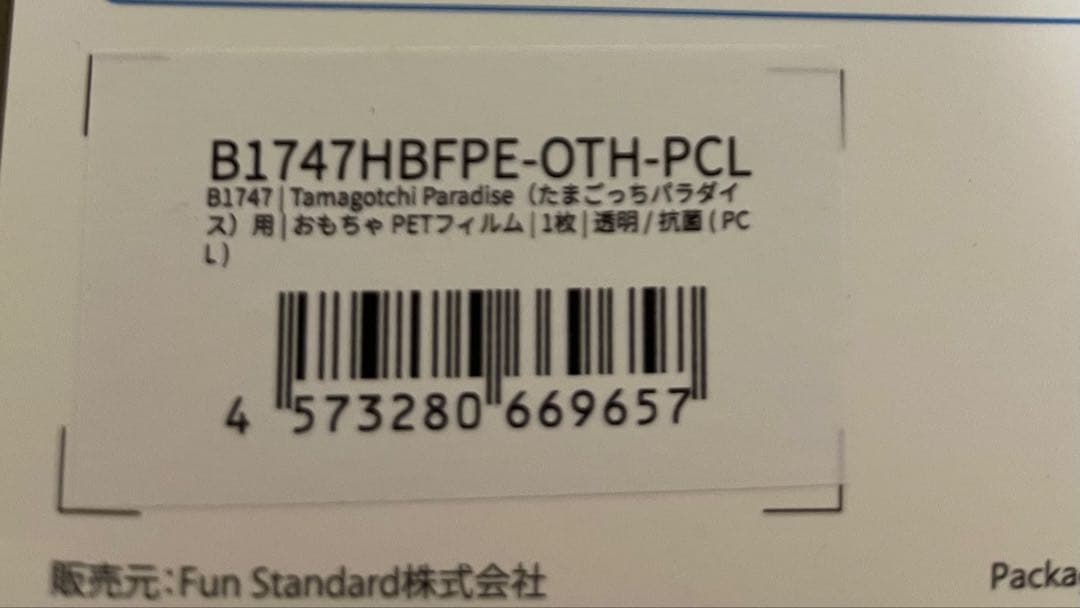 B1747HBFPE-OTH-PCL
B1747 | Tamagotchi Paradise（たまごっちパラダイ
ス）用 | おもちゃ PETフィルム | 1枚 | 透明 / 抗菌 ( PC
L )
4 573280 669657
販売元：Fun Standard株式会社
Packa